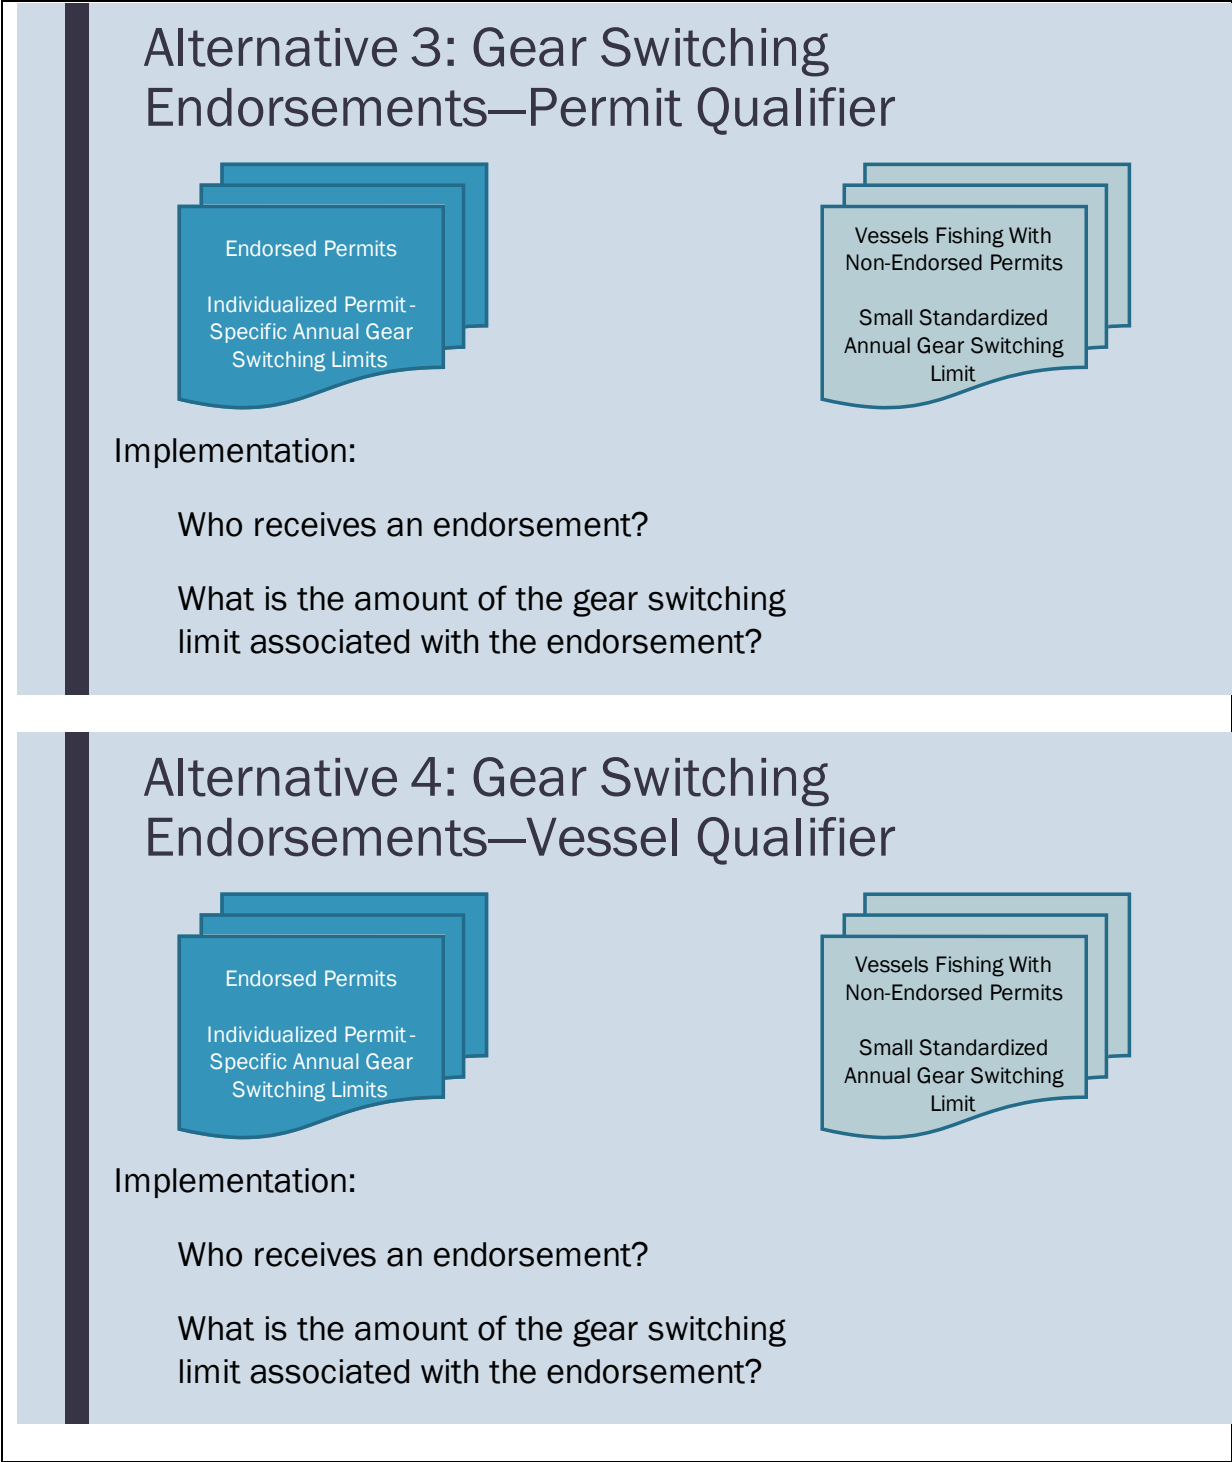 Alternative 3: Gear Switching
Endorsements—Permit Qualifier
Endorsed Permits
Individualized Permit-
Specific Annual Gear
Switching Limits
Vessels Fishing With
Non-Endorsed Permits
Small Standardized
Annual Gear Switching
Limit
Implementation:
Who receives an endorsement?
What is the amount of the gear switching
limit associated with the endorsement?
Alternative 4: Gear Switching
Endorsements—Vessel Qualifier
Endorsed Permits
Individualized Permit-
Specific Annual Gear
Switching Limits
Vessels Fishing With
Non-Endorsed Permits
Small Standardized
Annual Gear Switching
Limit
Implementation:
Who receives an endorsement?
What is the amount of the gear switching
limit associated with the endorsement?